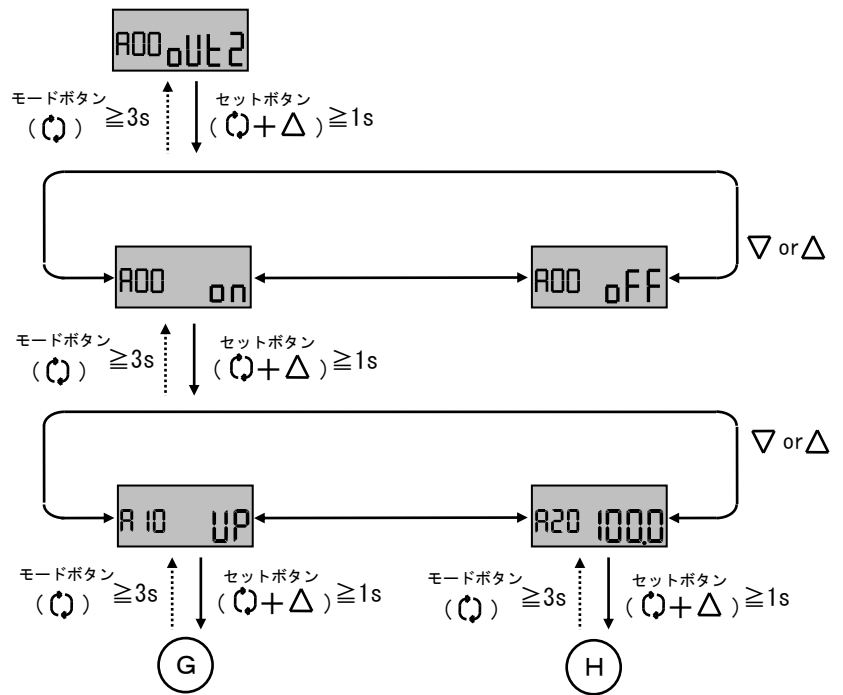 A00 oUt2
モードボタン
( ) ≧3s
セットボタン
( + △ ) ≧1s
▽ or △
A00 on
A00 oFF
モードボタン
( ) ≧3s
セットボタン
( + △ ) ≧1s
▽ or △
A10 UP
A20 100.0
モードボタン
( ) ≧3s
セットボタン
( + △ ) ≧1s
モードボタン
( ) ≧3s
セットボタン
( + △ ) ≧1s
G
H